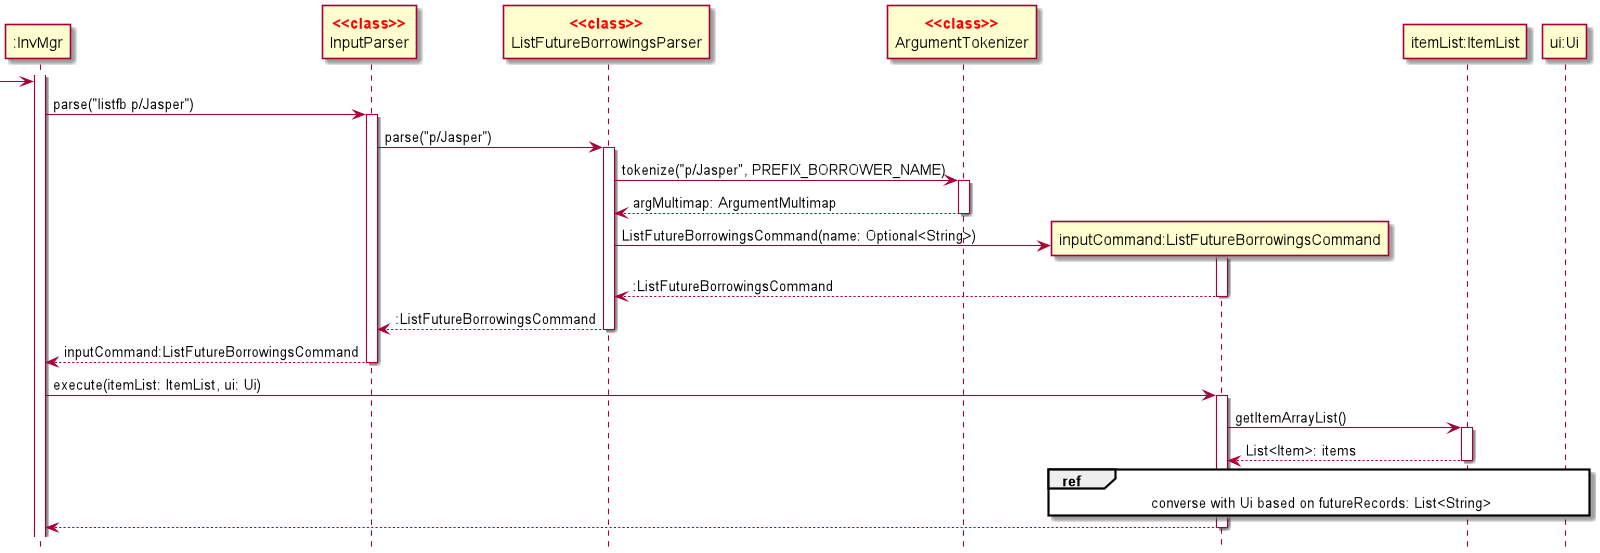 :InvMgr
<<class>>
InputParser
<<class>>
ListFutureBorrowingsParser
<<class>>
ArgumentTokenizer
itemList:ItemList
ui:Ui
parse("listfb p/Jasper")
parse("p/Jasper")
tokenize("p/Jasper", PREFIX_BORROWER_NAME)
argMultimap: ArgumentMultimap
ListFutureBorrowingsCommand(name: Optional<String>)
inputCommand:ListFutureBorrowingsCommand
:ListFutureBorrowingsCommand
:ListFutureBorrowingsCommand
inputCommand:ListFutureBorrowingsCommand
execute(itemList: ItemList, ui: Ui)
getItemArrayList()
List<Item>: items
ref
converse with Ui based on futureRecords: List<String>